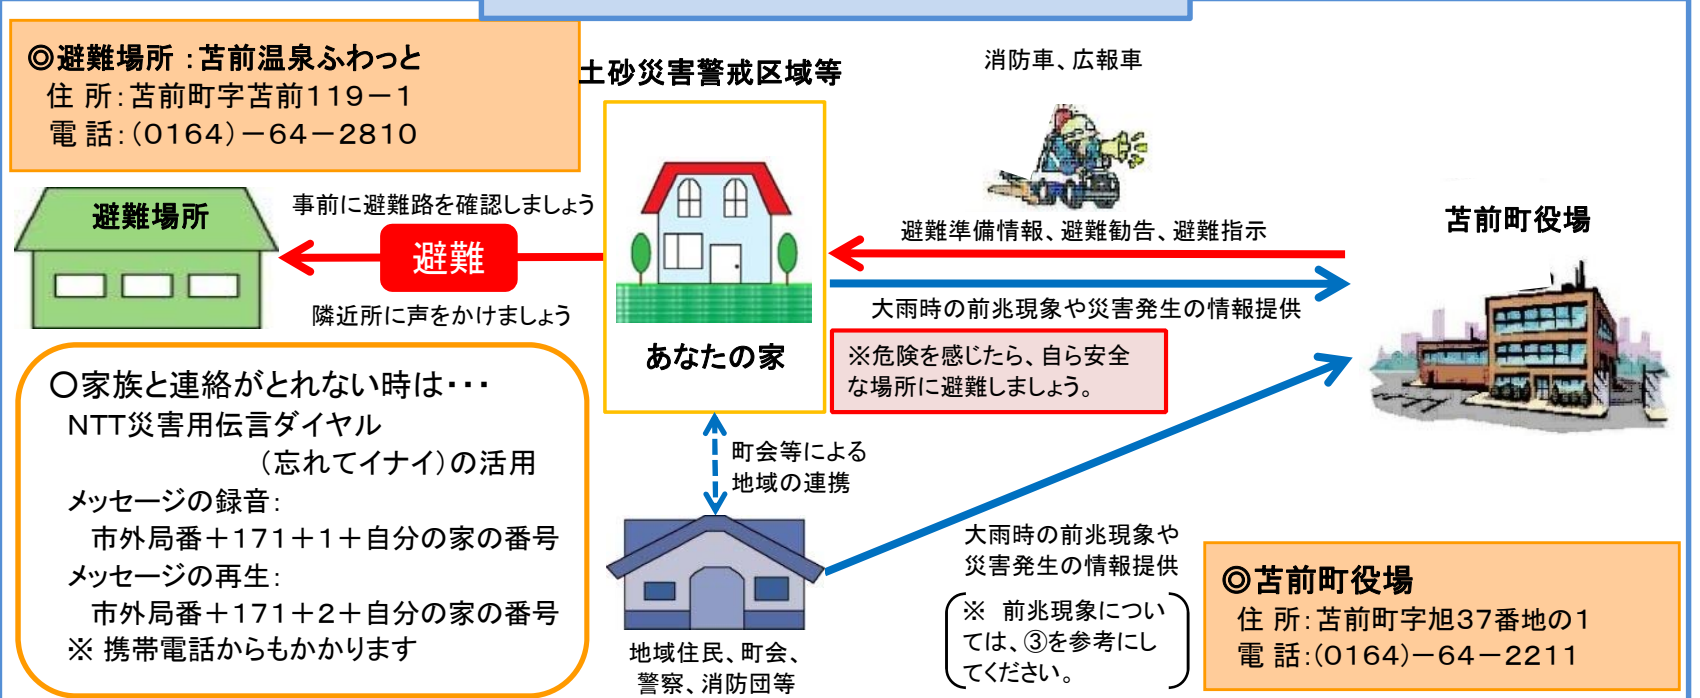 ◎避難場所：苫前温泉ふわっと
住 所：苫前町字苫前１１９－１
電 話：（０１６４）－６４－２８１０
土砂災害警戒区域等
消防車、広報車
避難場所
事前に避難路を確認しましょう
避難
隣近所に声をかけましょう
避難準備情報、避難勧告、避難指示
苫前町役場
大雨時の前兆現象や災害発生の情報提供
あなたの家
※危険を感じたら、自ら安全
な場所に避難しましょう。
○家族と連絡がとれない時は・・・
NTT災害用伝言ダイヤル
（忘れてイナイ）の活用
メッセージの録音：
市外局番＋１７１＋１＋自分の家の番号
メッセージの再生：
市外局番＋１７１＋２＋自分の家の番号
※ 携帯電話からもかかります
町会等による
地域の連携
地域住民、町会、
警察、消防団等
大雨時の前兆現象や
災害発生の情報提供
※ 前兆現象につい
ては、③を参考にし
てください。
◎苫前町役場
住 所：苫前町字旭３７番地の１
電 話：（０１６４）－６４－２２１１